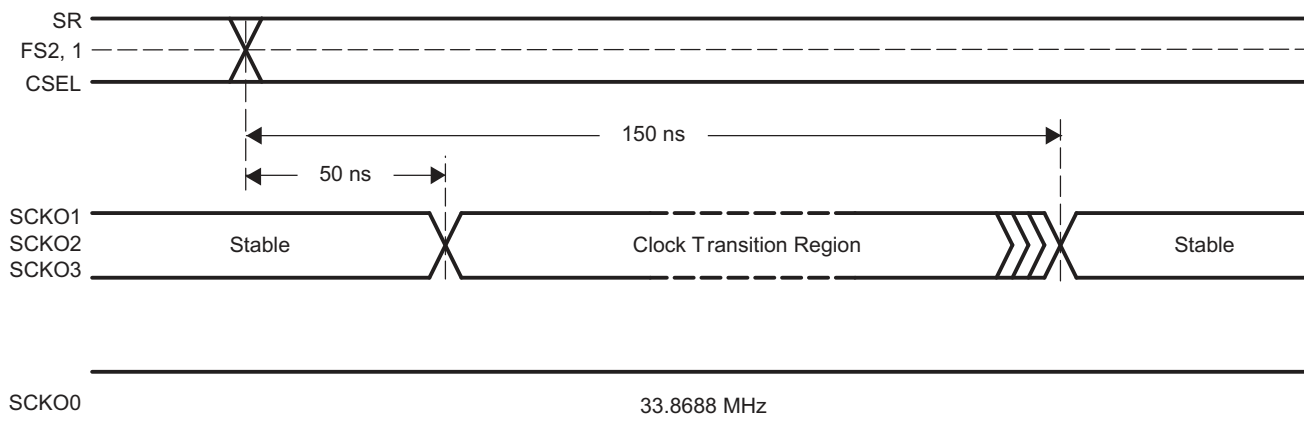 SR
FS2, 1
CSEL
150 ns
50 ns
SCKO1
SCKO2
SCKO3
Stable
Clock Transition Region
Stable
SCKO0
33.8688 MHz